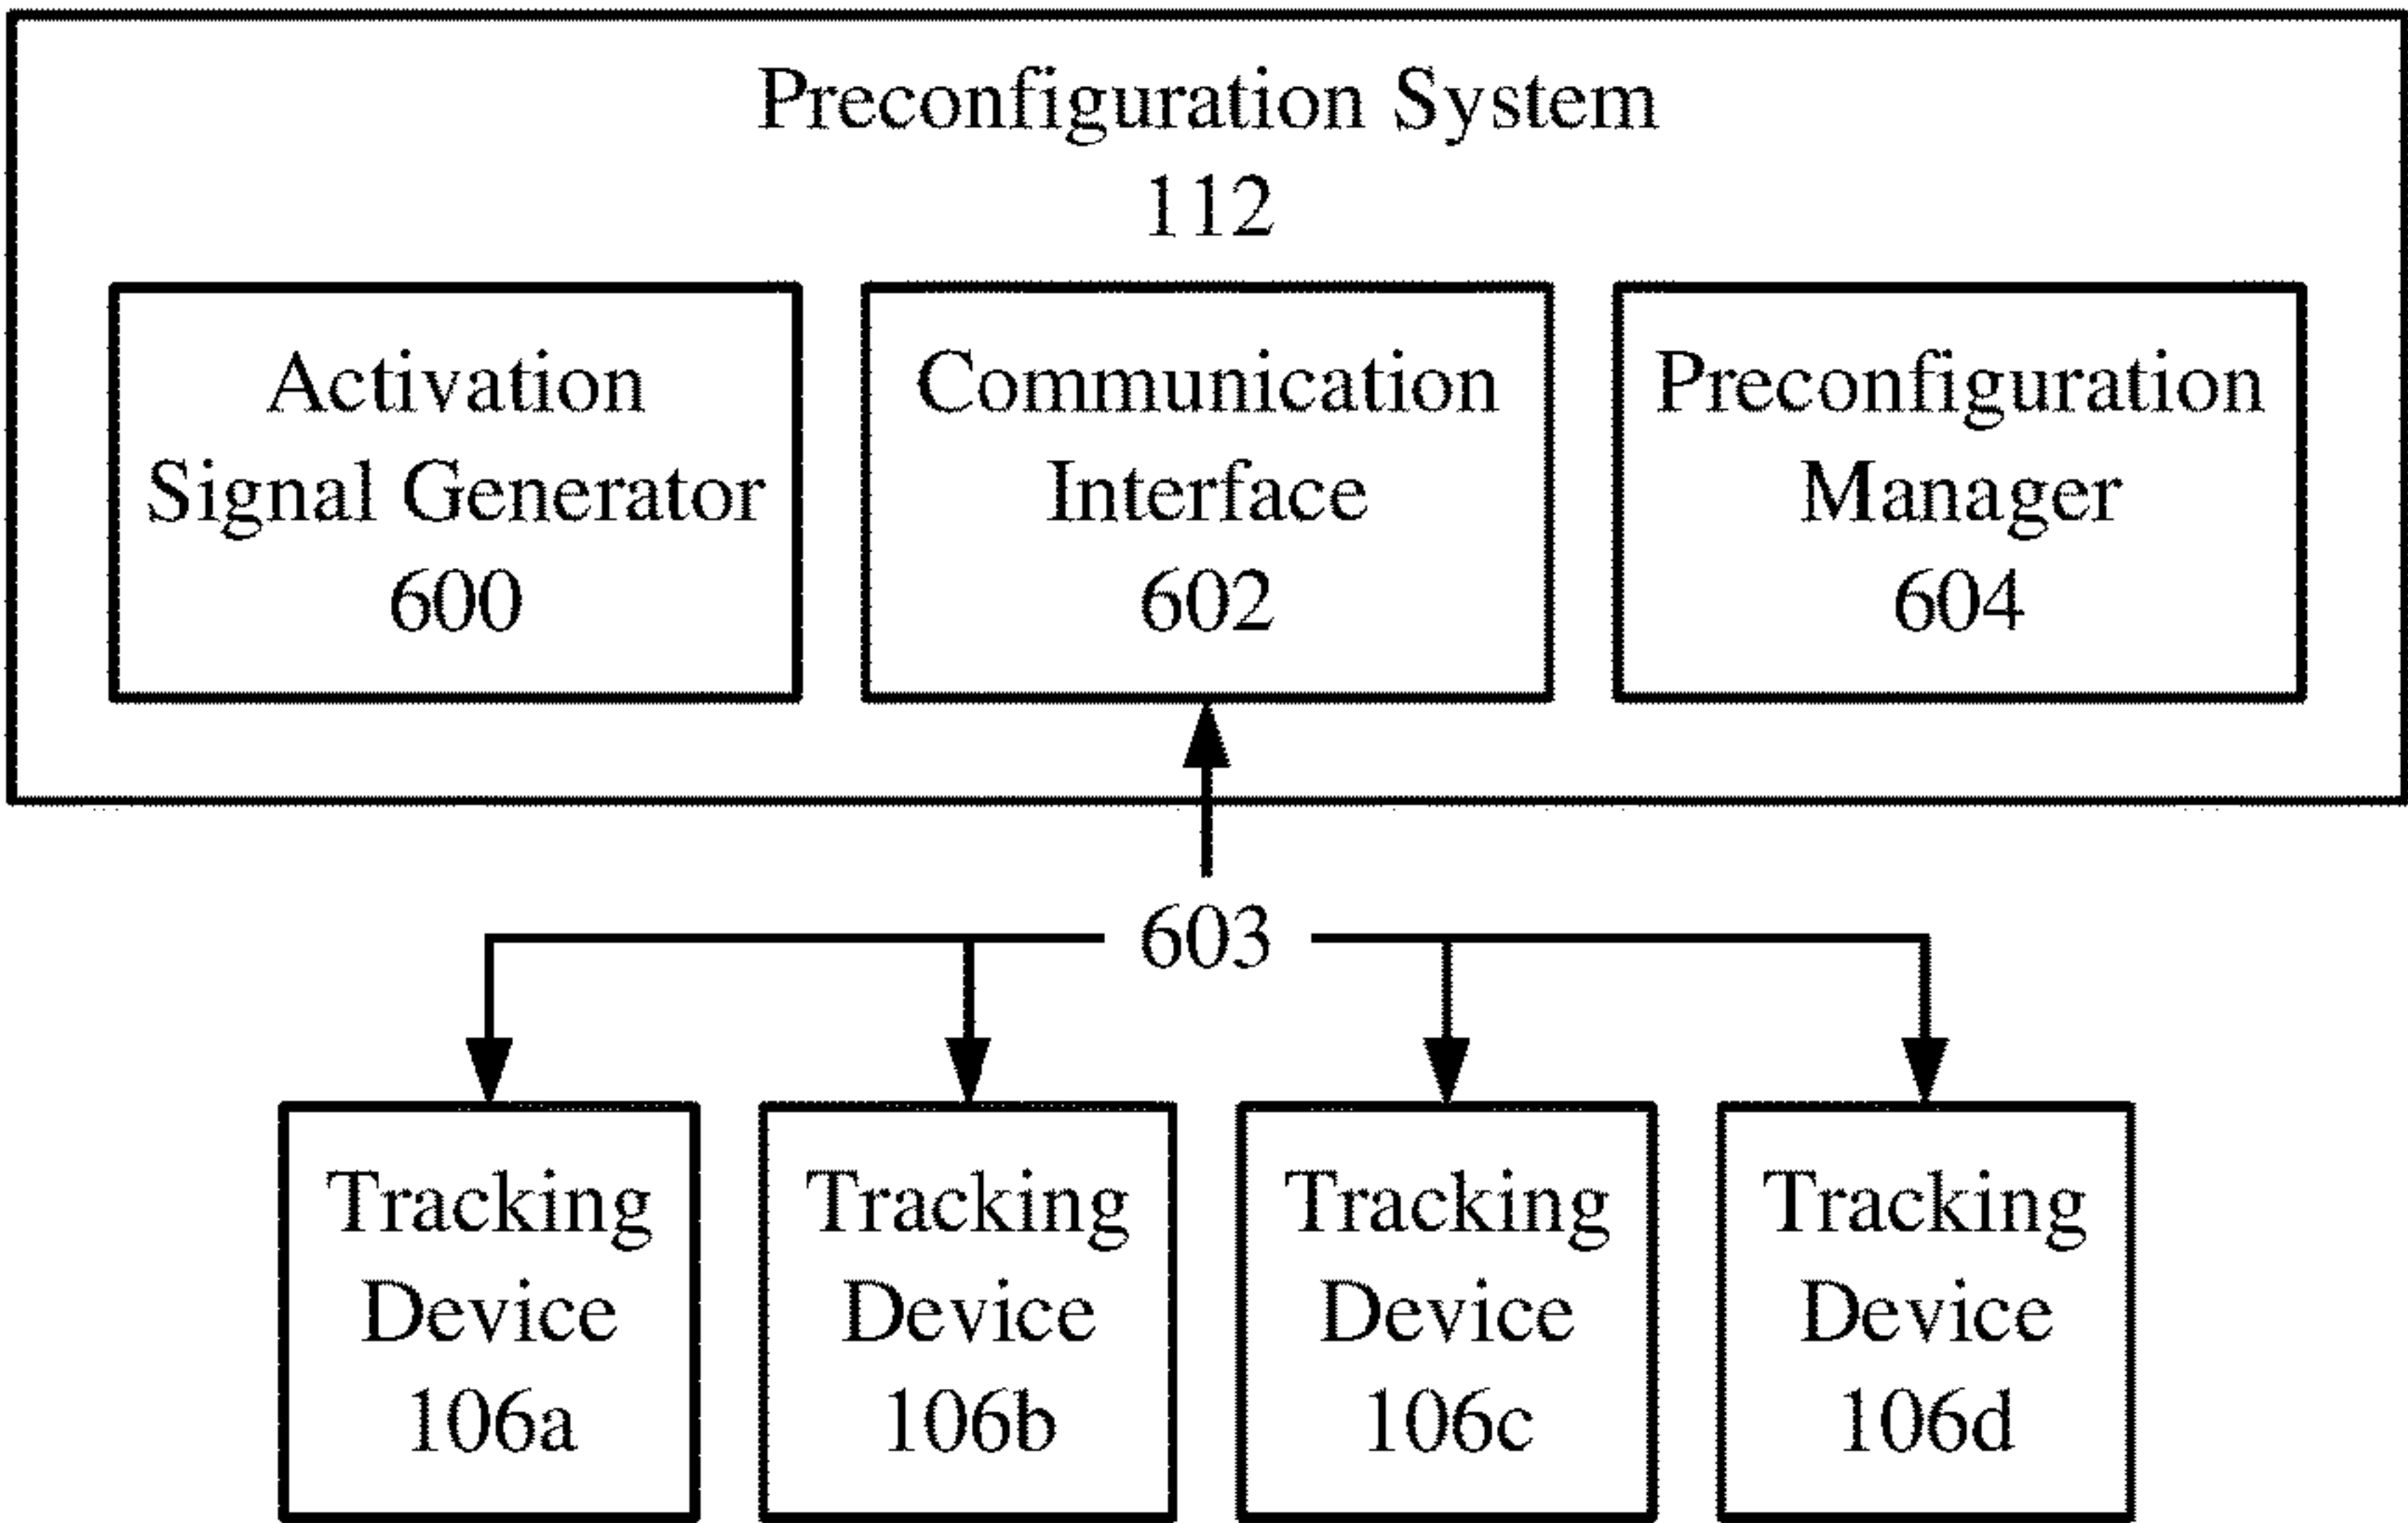 Preconfiguration System
112
Activation
Signal Generator
600
Communication
Interface
602
Preconfiguration
Manager
604
603
Tracking
Device
106a
Tracking
Device
106b
Tracking
Device
106c
Tracking
Device
106d